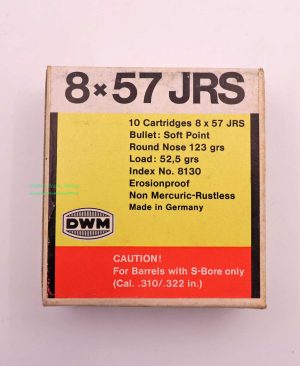 8×57 JRS
10 Cartridges 8 x 57 JRS
Bullet: Soft Point
Round Nose 123 grs
Load: 52,5 grs
Index No. 8130
Erosionproof
Non Mercuric-Rustless
Made in Germany
DWM
CAUTION!
For Barrels with S-Bore only
(Cal. .310/.322 in.)